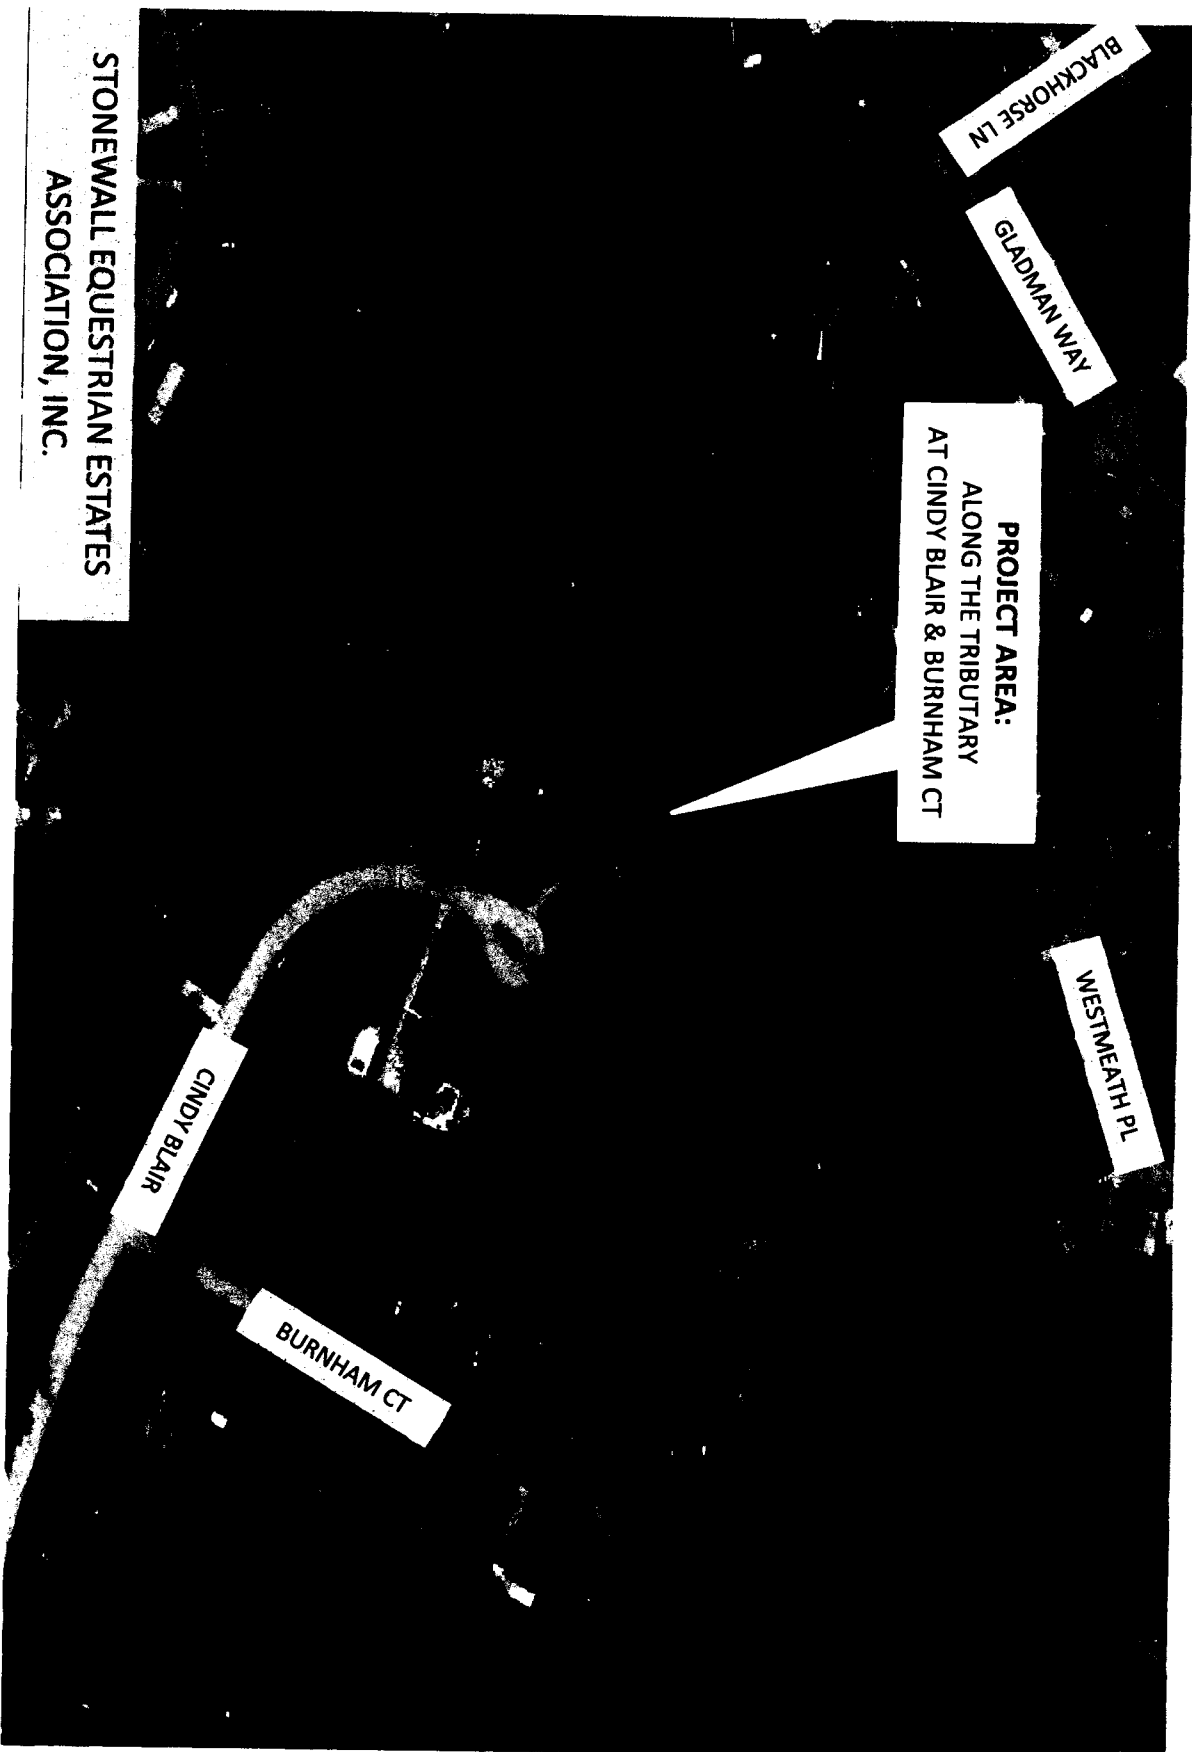 BLACKHORSE LN
GLADMAN WAY
WESTMEATH PL
PROJECT AREA:
ALONG THE TRIBUTARY
AT CINDY BLAIR & BURNHAM CT
CINDY BLAIR
BURNHAM CT
STONEWALL EQUESTRIAN ESTATES
ASSOCIATION, INC.